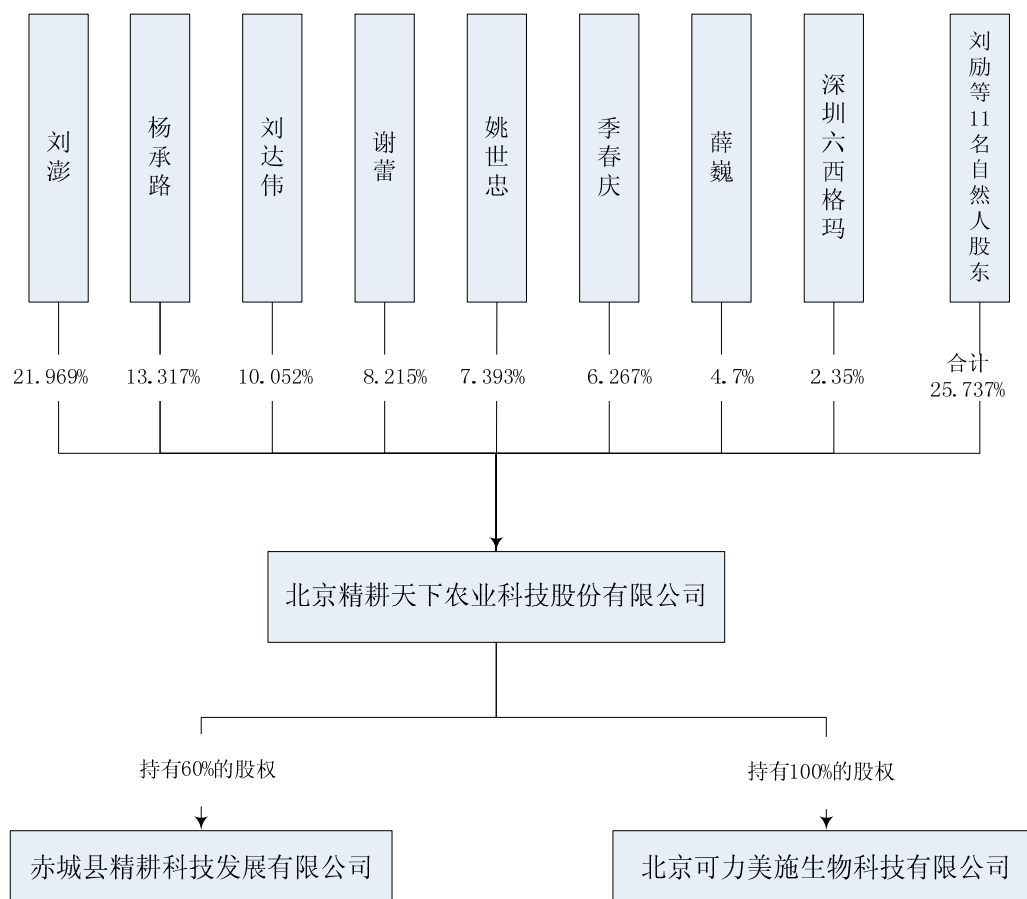 刘澎
杨承路
刘达伟
谢蕾
姚世忠
季春庆
薛巍
深圳六西格玛
刘励等11名自然人股东
21.969%
13.317%
10.052%
8.215%
7.393%
6.267%
4.7%
2.35%
合计
25.737%
北京精耕天下农业科技股份有限公司
持有60%的股权
持有100%的股权
赤城县精耕科技发展有限公司
北京可力美施生物科技有限公司